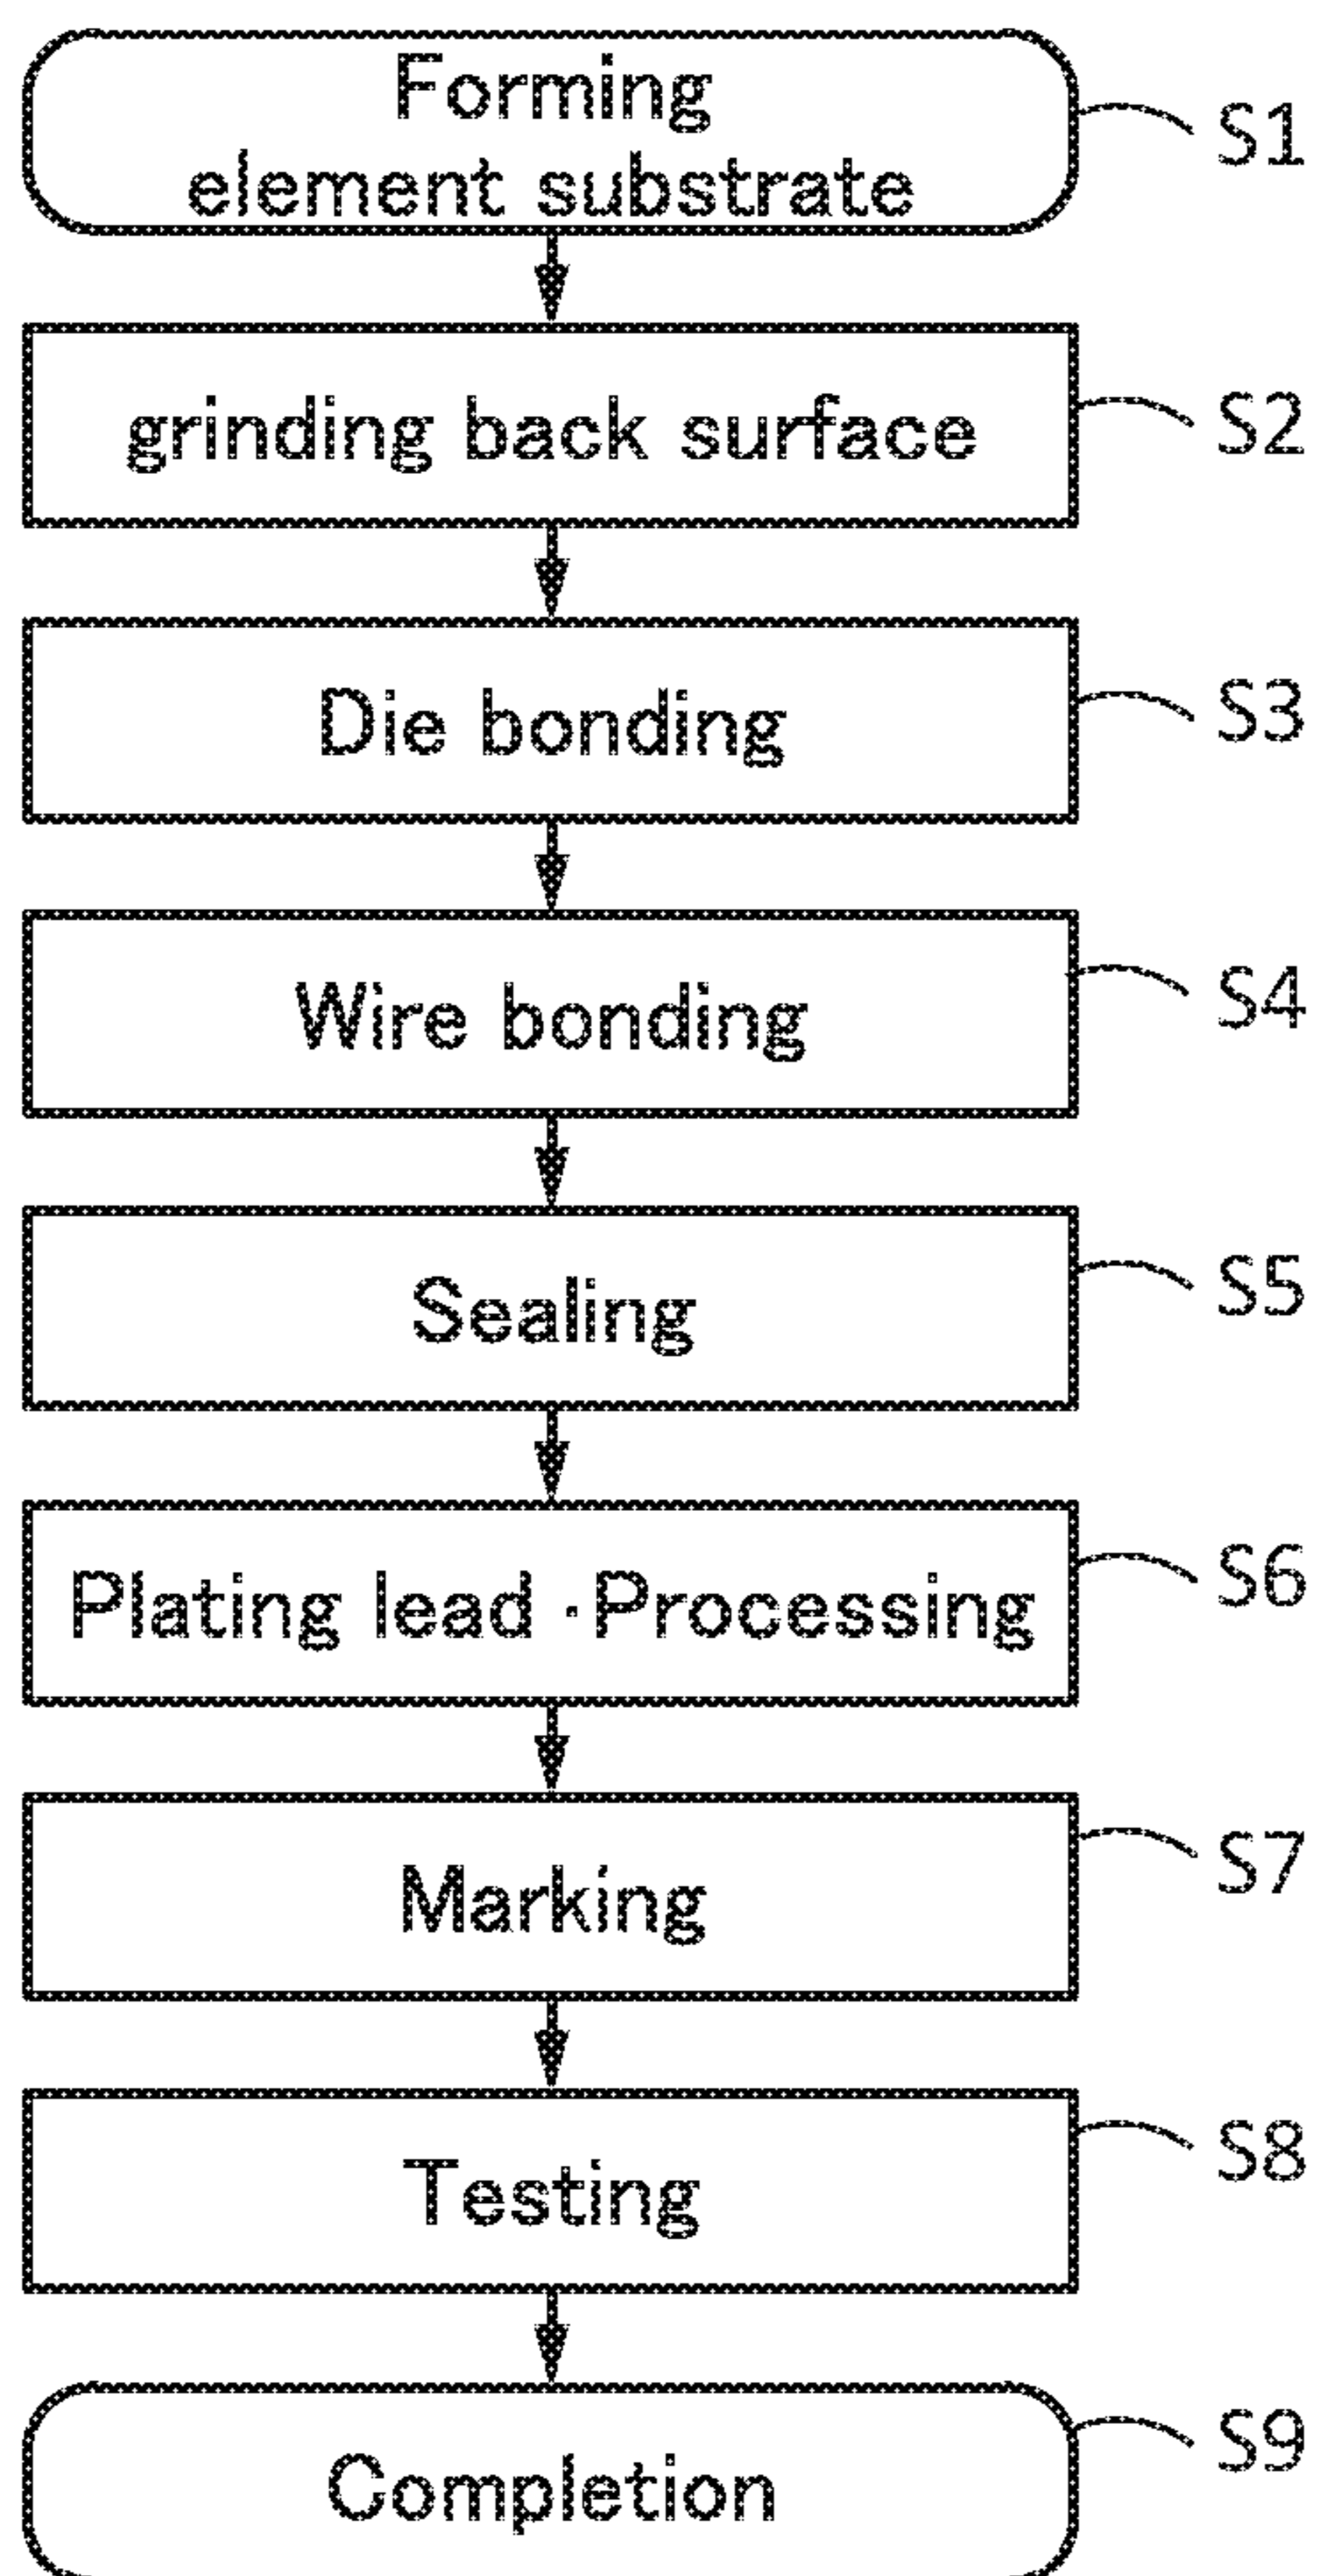 Forming
element substrate
S1
grinding back surface
S2
Die bonding
S3
Wire bonding
S4
Sealing
S5
Plating lead ·Processing
S6
Marking
S7
Testing
S8
Completion
S9